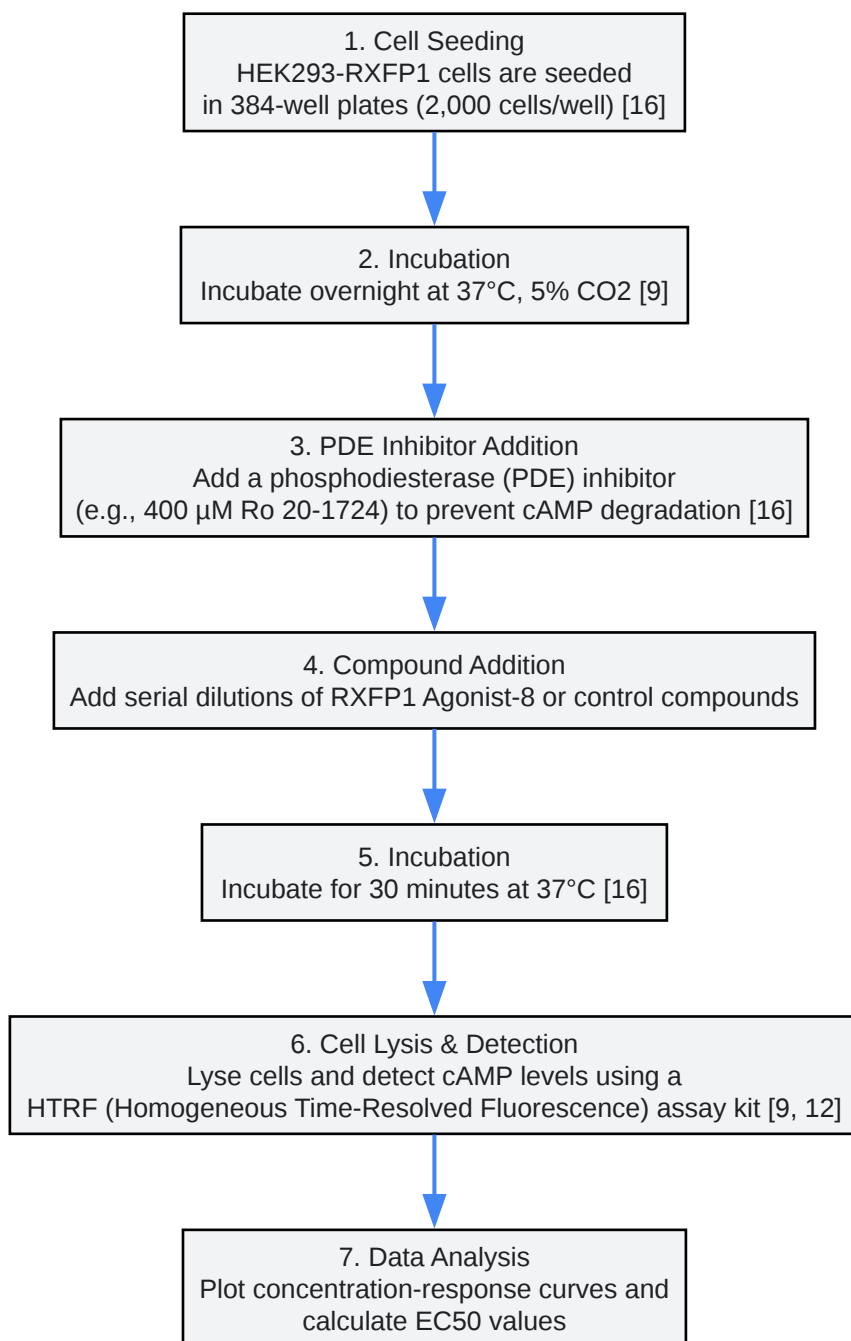 1. Cell Seeding
HEK293-RXFP1 cells are seeded
in 384-well plates (2,000 cells/well) [16]
2. Incubation
Incubate overnight at 37°C, 5% CO2 [9]
3. PDE Inhibitor Addition
Add a phosphodiesterase (PDE) inhibitor
(e.g., 400 µM Ro 20-1724) to prevent cAMP degradation [16]
4. Compound Addition
Add serial dilutions of RXFP1 Agonist-8 or control compounds
5. Incubation
Incubate for 30 minutes at 37°C [16]
6. Cell Lysis & Detection
Lyse cells and detect cAMP levels using a
HTRF (Homogeneous Time-Resolved Fluorescence) assay kit [9, 12]
7. Data Analysis
Plot concentration-response curves and
calculate EC50 values